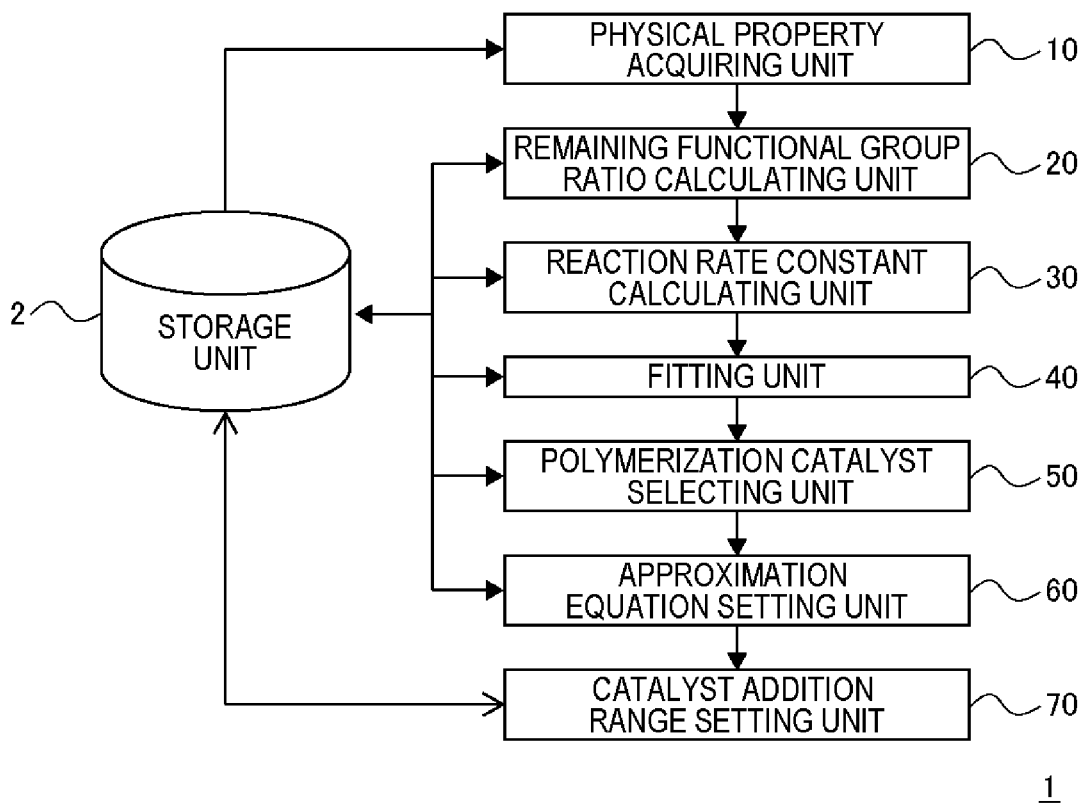 PHYSICAL PROPERTY
ACQUIRING UNIT
10
REMAINING FUNCTIONAL GROUP
RATIO CALCULATING UNIT
20
REACTION RATE CONSTANT
CALCULATING UNIT
30
2
STORAGE
UNIT
FITTING UNIT
40
POLYMERIZATION CATALYST
SELECTING UNIT
50
APPROXIMATION
EQUATION SETTING UNIT
60
CATALYST ADDITION
RANGE SETTING UNIT
70
1